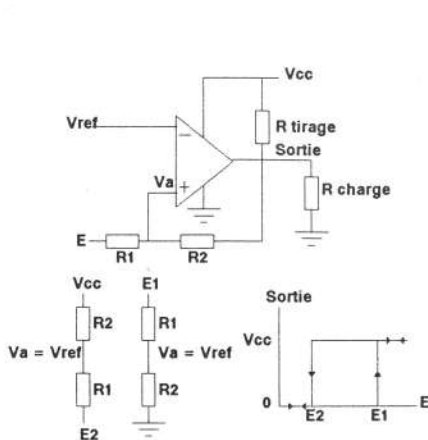 Vcc
Vref
R tirage
Sortie
Va
R charge
E
R1
R2
Vcc
E1
Sortie
R2
R1
Vcc
Va = Vref
Va = Vref
R1
R2
0
E2
E1
E
E2